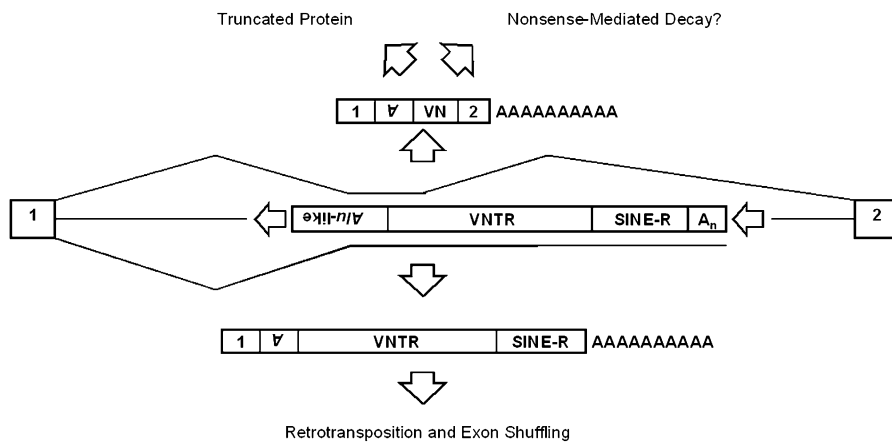 Truncated Protein Nonsense-Mediated Decay?
1 A VN 2 AAAAAAAAAA
1 Alu-like VNTR SINE-R An 2
1 A VNTR SINE-R AAAAAAAAAA
Retrotransposition and Exon Shuffling